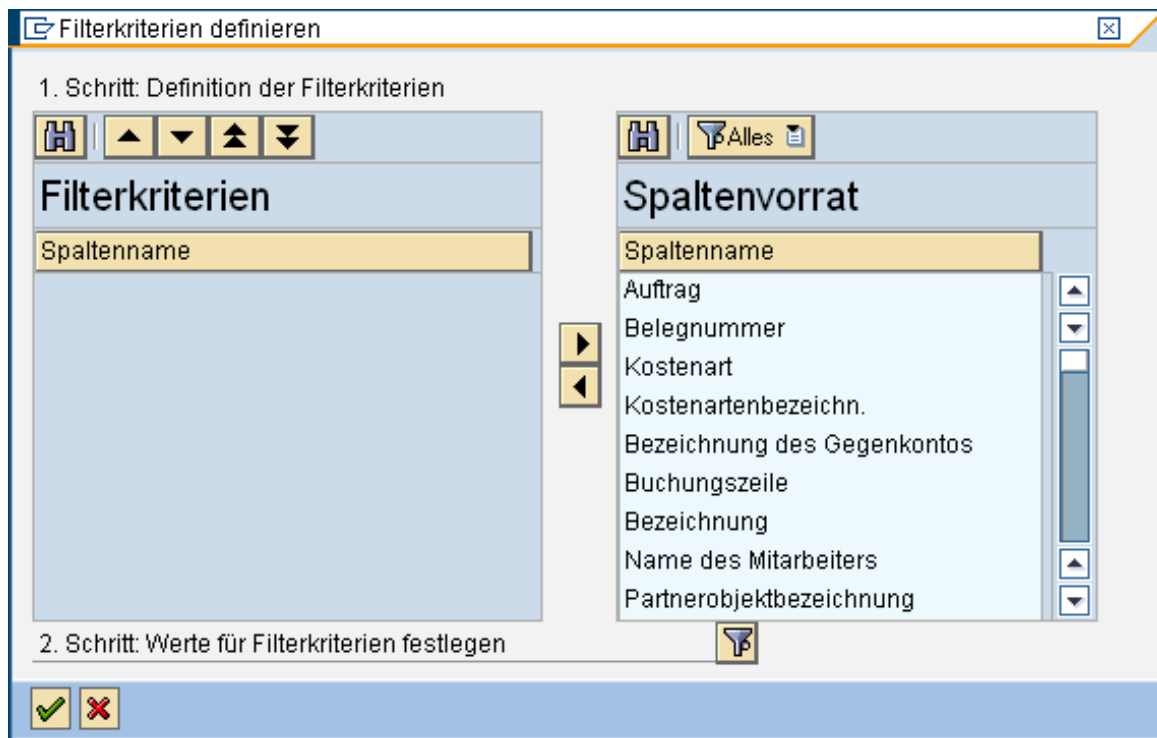 Filterkriterien definieren
1. Schritt: Definition der Filterkriterien
Alles
Filterkriterien
Spaltenvorrat
Spaltenname
Spaltenname
Auftrag
Belegnummer
Kostenart
Kostenartenbezeichn.
Bezeichnung des Gegenkontos
Buchungszeile
Bezeichnung
Name des Mitarbeiters
Partnerobjektbezeichnung
2. Schritt: Werte für Filterkriterien festlegen